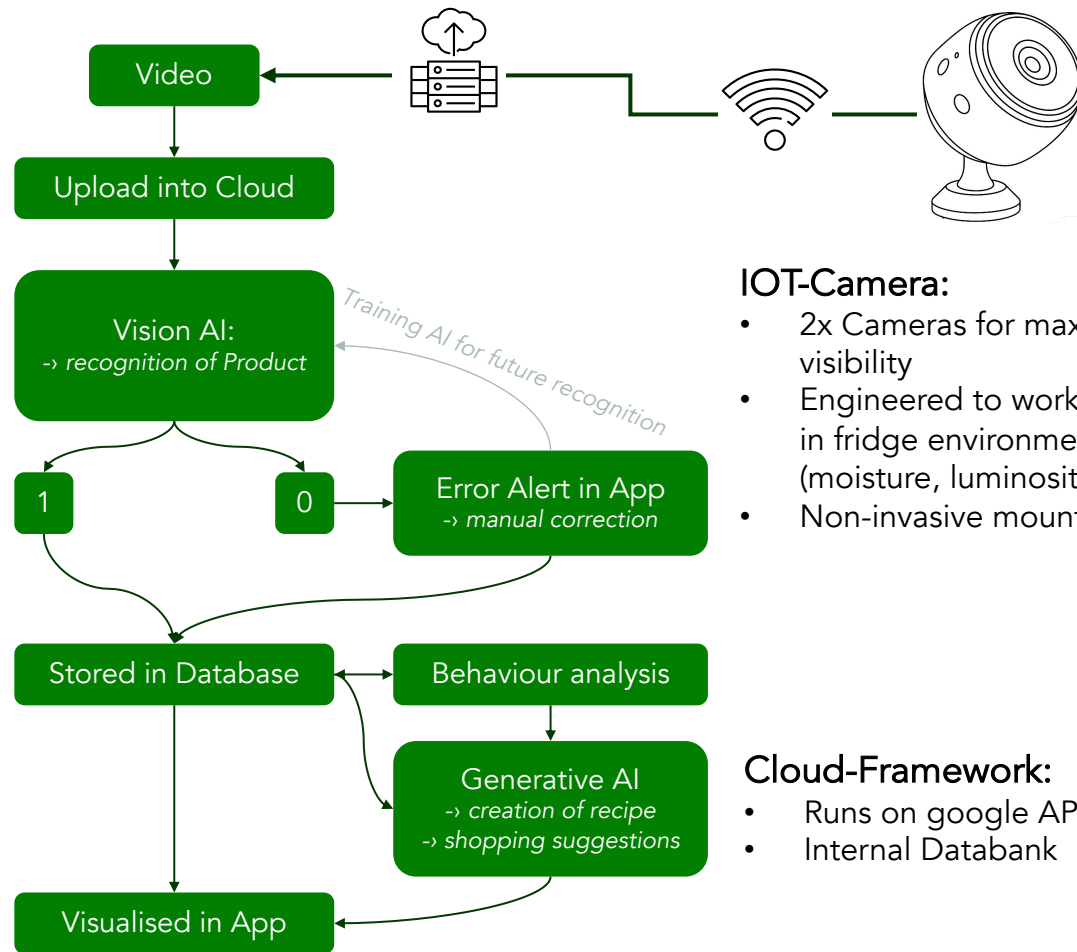 Video
Upload into Cloud
Vision AI:
-› recognition of Product
Training AI for future recognition
1
0
Error Alert in App
-› manual correction
Stored in Database
Behaviour analysis
Generative AI
-› creation of recipe
-› shopping suggestions
Visualised in App
IOT-Camera:
• 2x Cameras for max
visibility
• Engineered to work
in fridge environme
(moisture, luminosit
• Non-invasive mount
Cloud-Framework:
• Runs on google AP
• Internal Databank